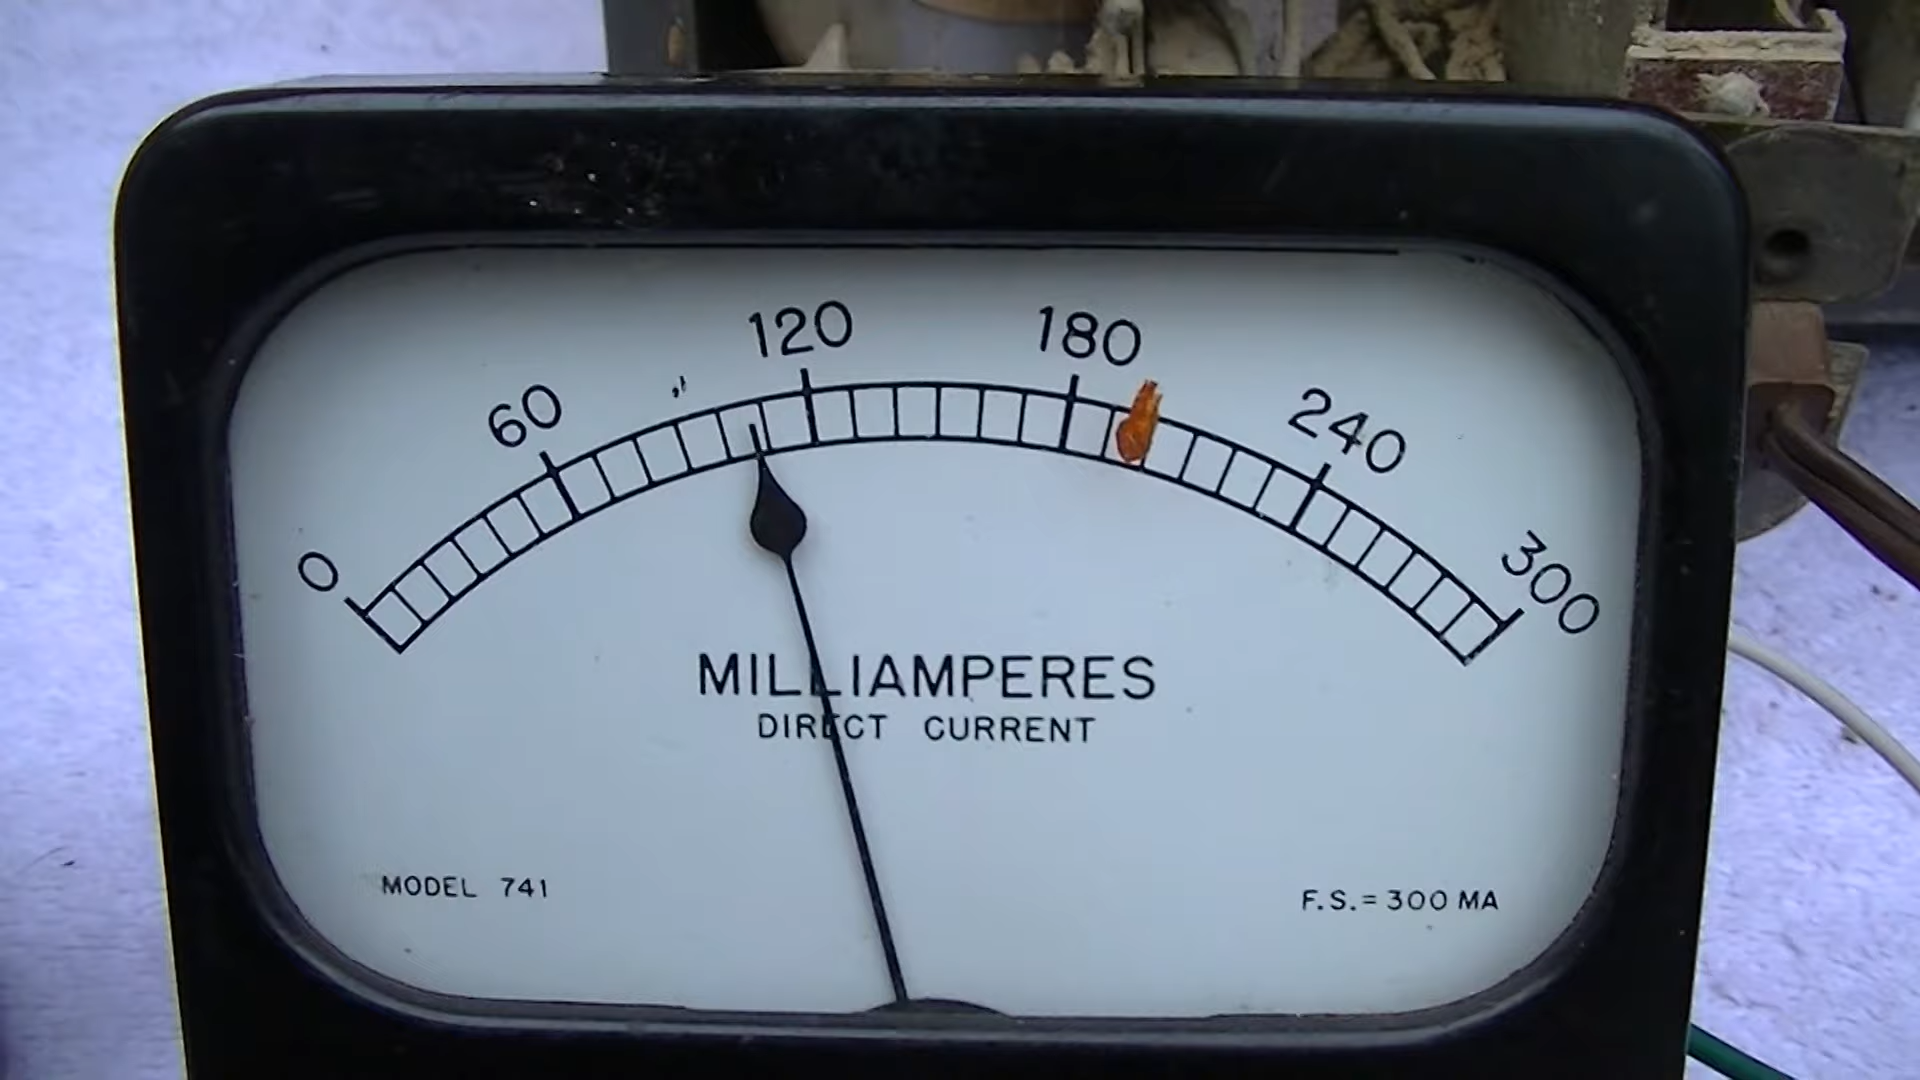 0 60 120 180 240 300
MILLIAMPERES
DIRECT CURRENT
MODEL 741
F.S.= 300 MA